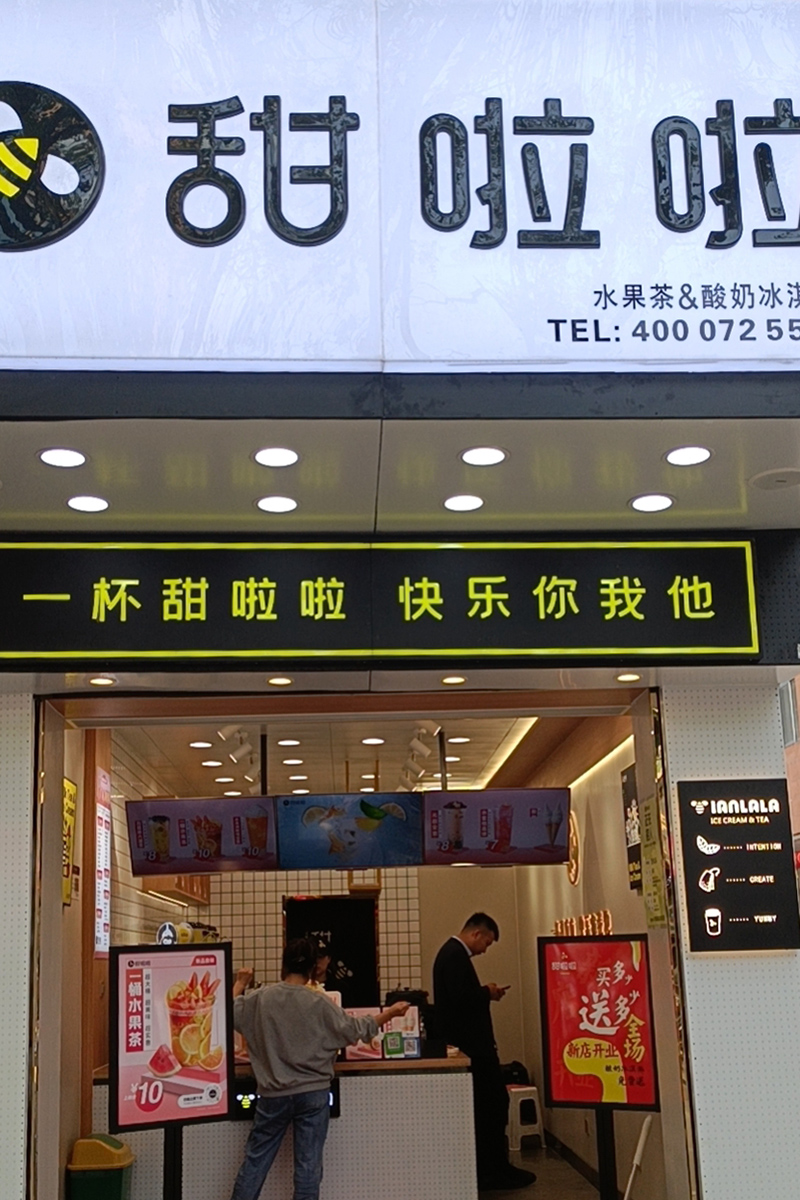 甜啦啦
水果茶&酸奶冰淇
TEL: 400 072 55
一杯甜啦啦 快乐你我他
IANLALA
ICE CREAM & TEA
INTENTION
CREATE
YUMMY
一桶水果茶
¥10
买多少
送多少
全场
新店开业